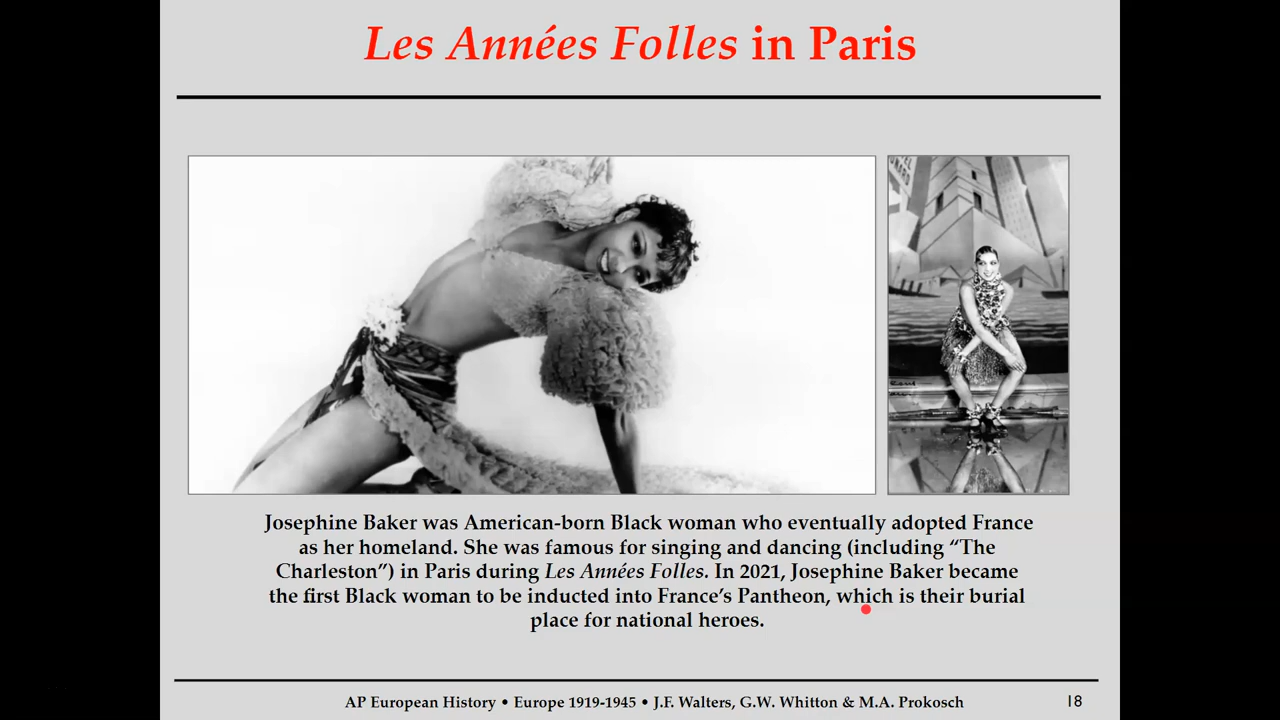 Les Années Folles in Paris
Josephine Baker was American-born Black woman who eventually adopted France
as her homeland. She was famous for singing and dancing (including “The
Charleston”) in Paris during Les Années Folles. In 2021, Josephine Baker became
the first Black woman to be inducted into France’s Pantheon, which is their burial
place for national heroes.
AP European History • Europe 1919-1945 • J.F. Walters, G.W. Whitton & M.A. Prokosch
18